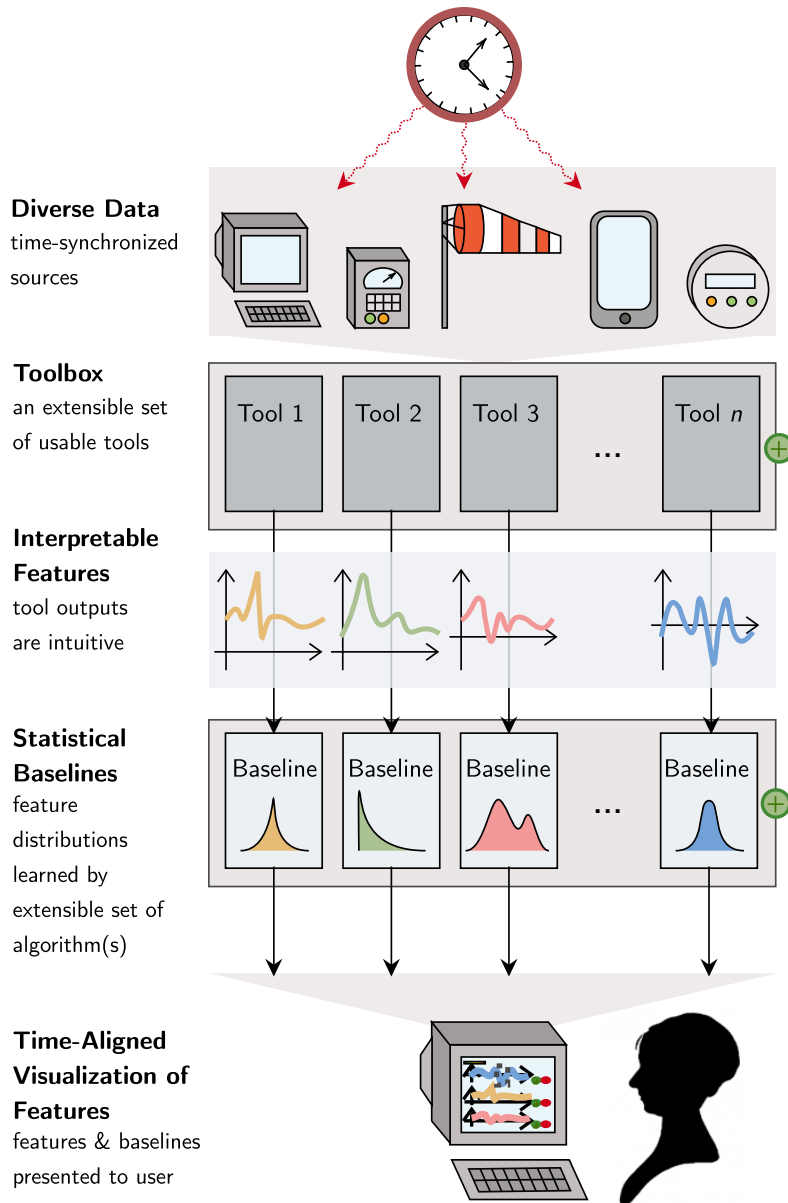 Diverse Data
time-synchronized
sources
Toolbox
an extensible set
of usable tools
Tool 1
Tool 2
Tool 3
...
Tool n
+
Interpretable
Features
tool outputs
are intuitive
Statistical
Baselines
feature
distributions
learned by
extensible set of
algorithm(s)
Baseline
Baseline
Baseline
...
Baseline
+
Time-Aligned
Visualization of
Features
features & baselines
presented to user